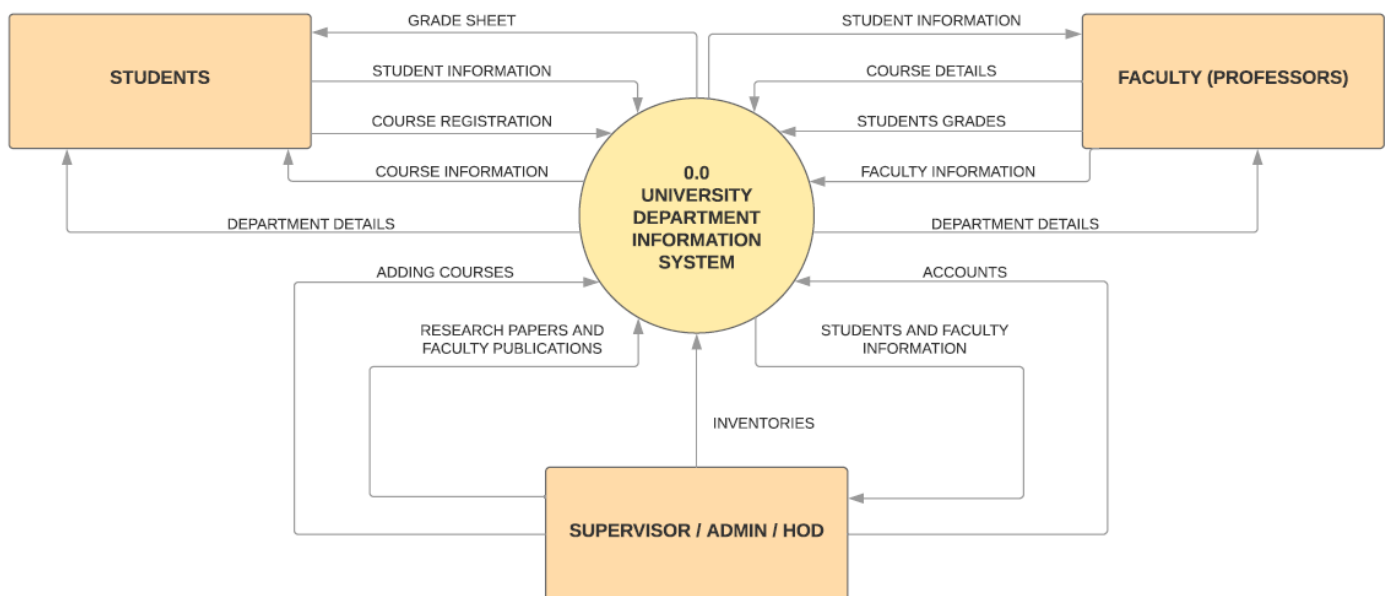 GRADE SHEET
STUDENT INFORMATION
STUDENTS
FACULTY (PROFESSORS)
STUDENT INFORMATION
COURSE DETAILS
COURSE REGISTRATION
STUDENTS GRADES
COURSE INFORMATION
FACULTY INFORMATION
0.0
UNIVERSITY
DEPARTMENT
INFORMATION
SYSTEM
DEPARTMENT DETAILS
DEPARTMENT DETAILS
ADDING COURSES
ACCOUNTS
RESEARCH PAPERS AND
FACULTY PUBLICATIONS
STUDENTS AND FACULTY
INFORMATION
INVENTORIES
SUPERVISOR / ADMIN / HOD